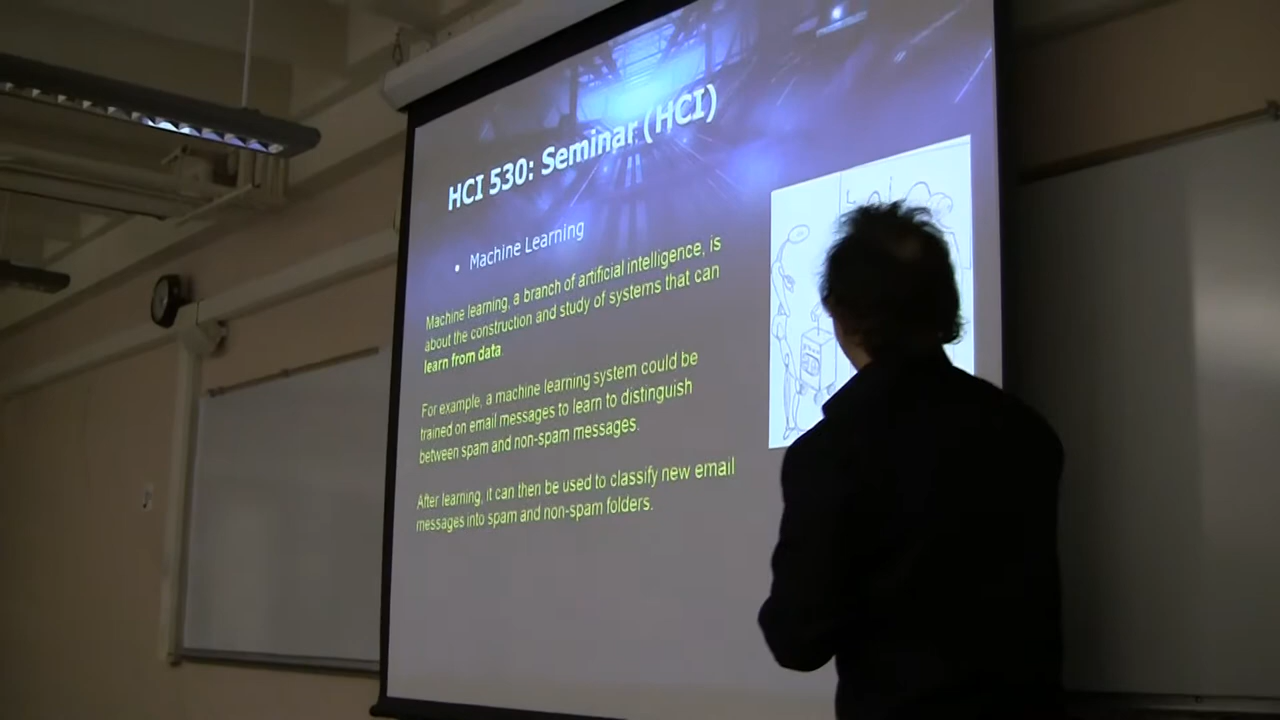 HCI 530: Seminar (HCI)
• Machine Learning
Machine learning, a branch of artificial intelligence, is
about the construction and study of systems that can
learn from data.
For example, a machine learning system could be
trained on email messages to learn to distinguish
between spam and non-spam messages.
After learning, it can then be used to classify new email
messages into spam and non-spam folders.